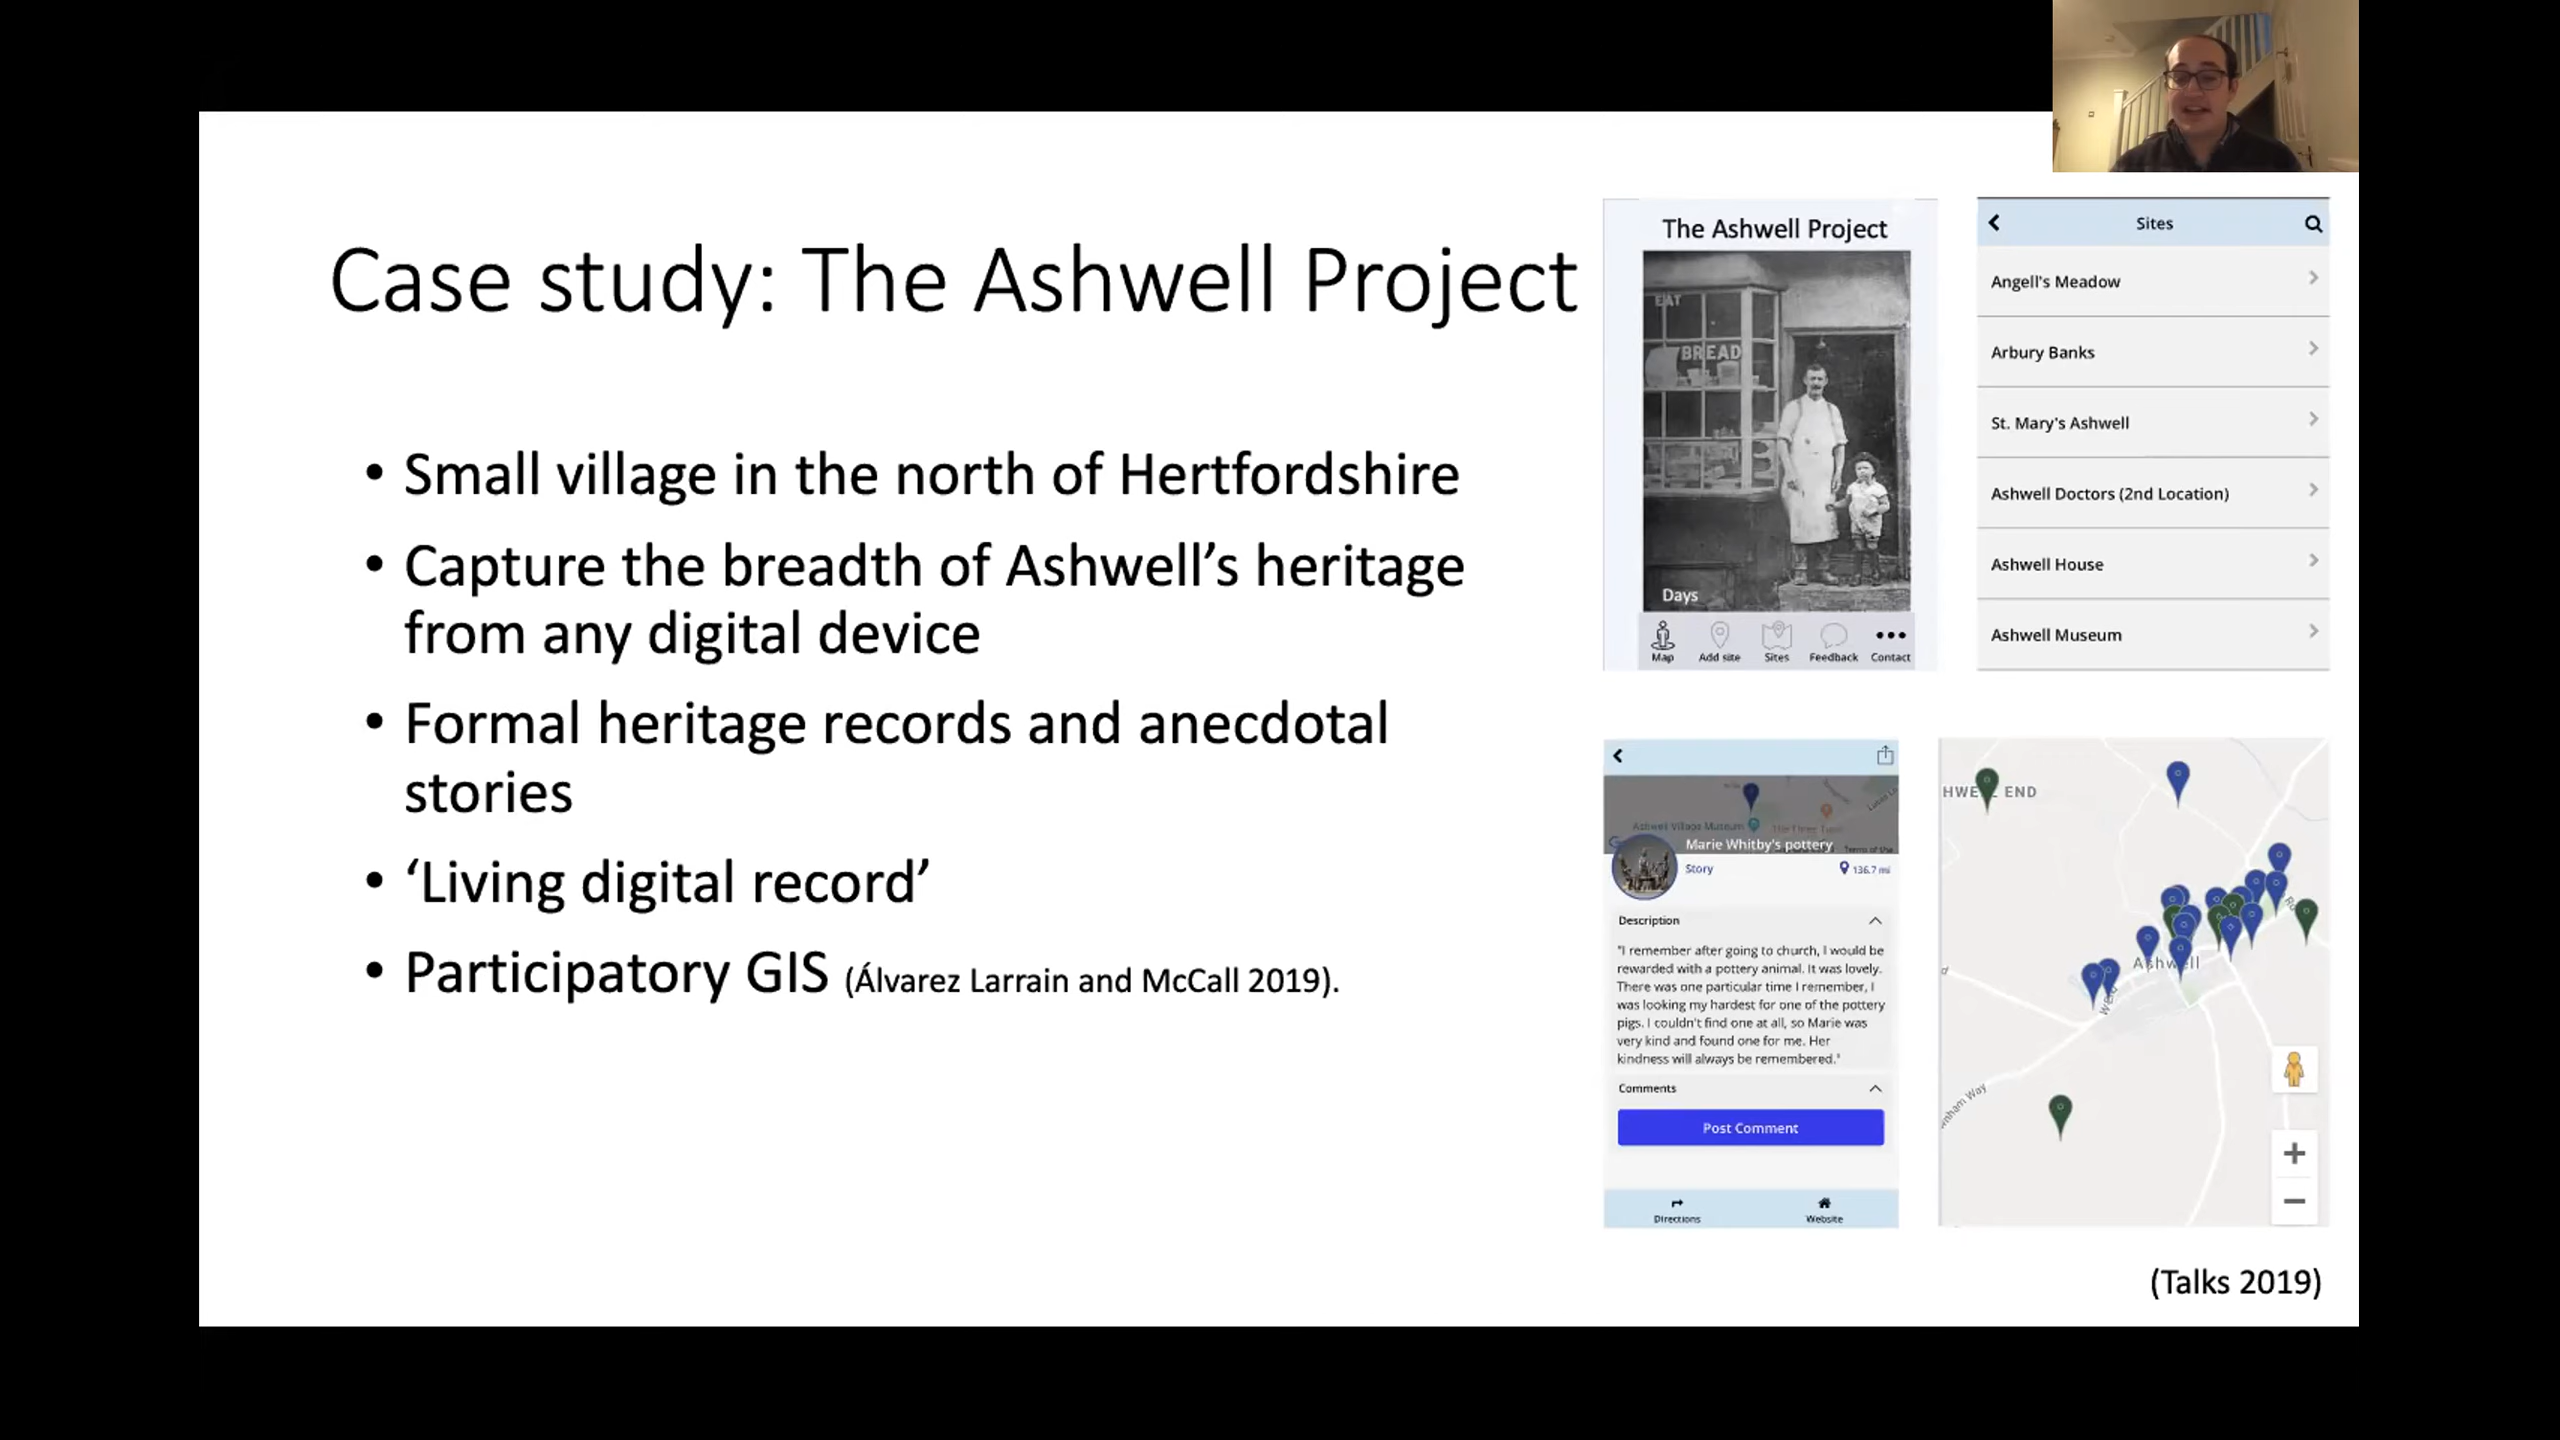 Case study: The Ashwell Project
• Small village in the north of Hertfordshire
• Capture the breadth of Ashwell’s heritage
from any digital device
• Formal heritage records and anecdotal
stories
• ‘Living digital record’
• Participatory GIS (Álvarez Larrain and McCall 2019).
The Ashwell Project
EAT
BREAD
Days
Map Add site Sites Feedback Contact
Sites
Angell's Meadow
Arbury Banks
St. Mary's Ashwell
Ashwell Doctors (2nd Location)
Ashwell House
Ashwell Museum
Ashwell Village Museum
Marie Whitby's pottery
Story
136.7 mi
Description
"I remember after going to church, I would be
rewarded with a pottery animal. It was lovely.
There was one particular time I remember, I
was looking my hardest for one of the pottery
pigs. I couldn't find one at all, so Marie was
very kind and found one for me. Her
kindness will always be remembered."
Comments
Post Comment
Directions Website
END
Ashwell
Way
(Talks 2019)